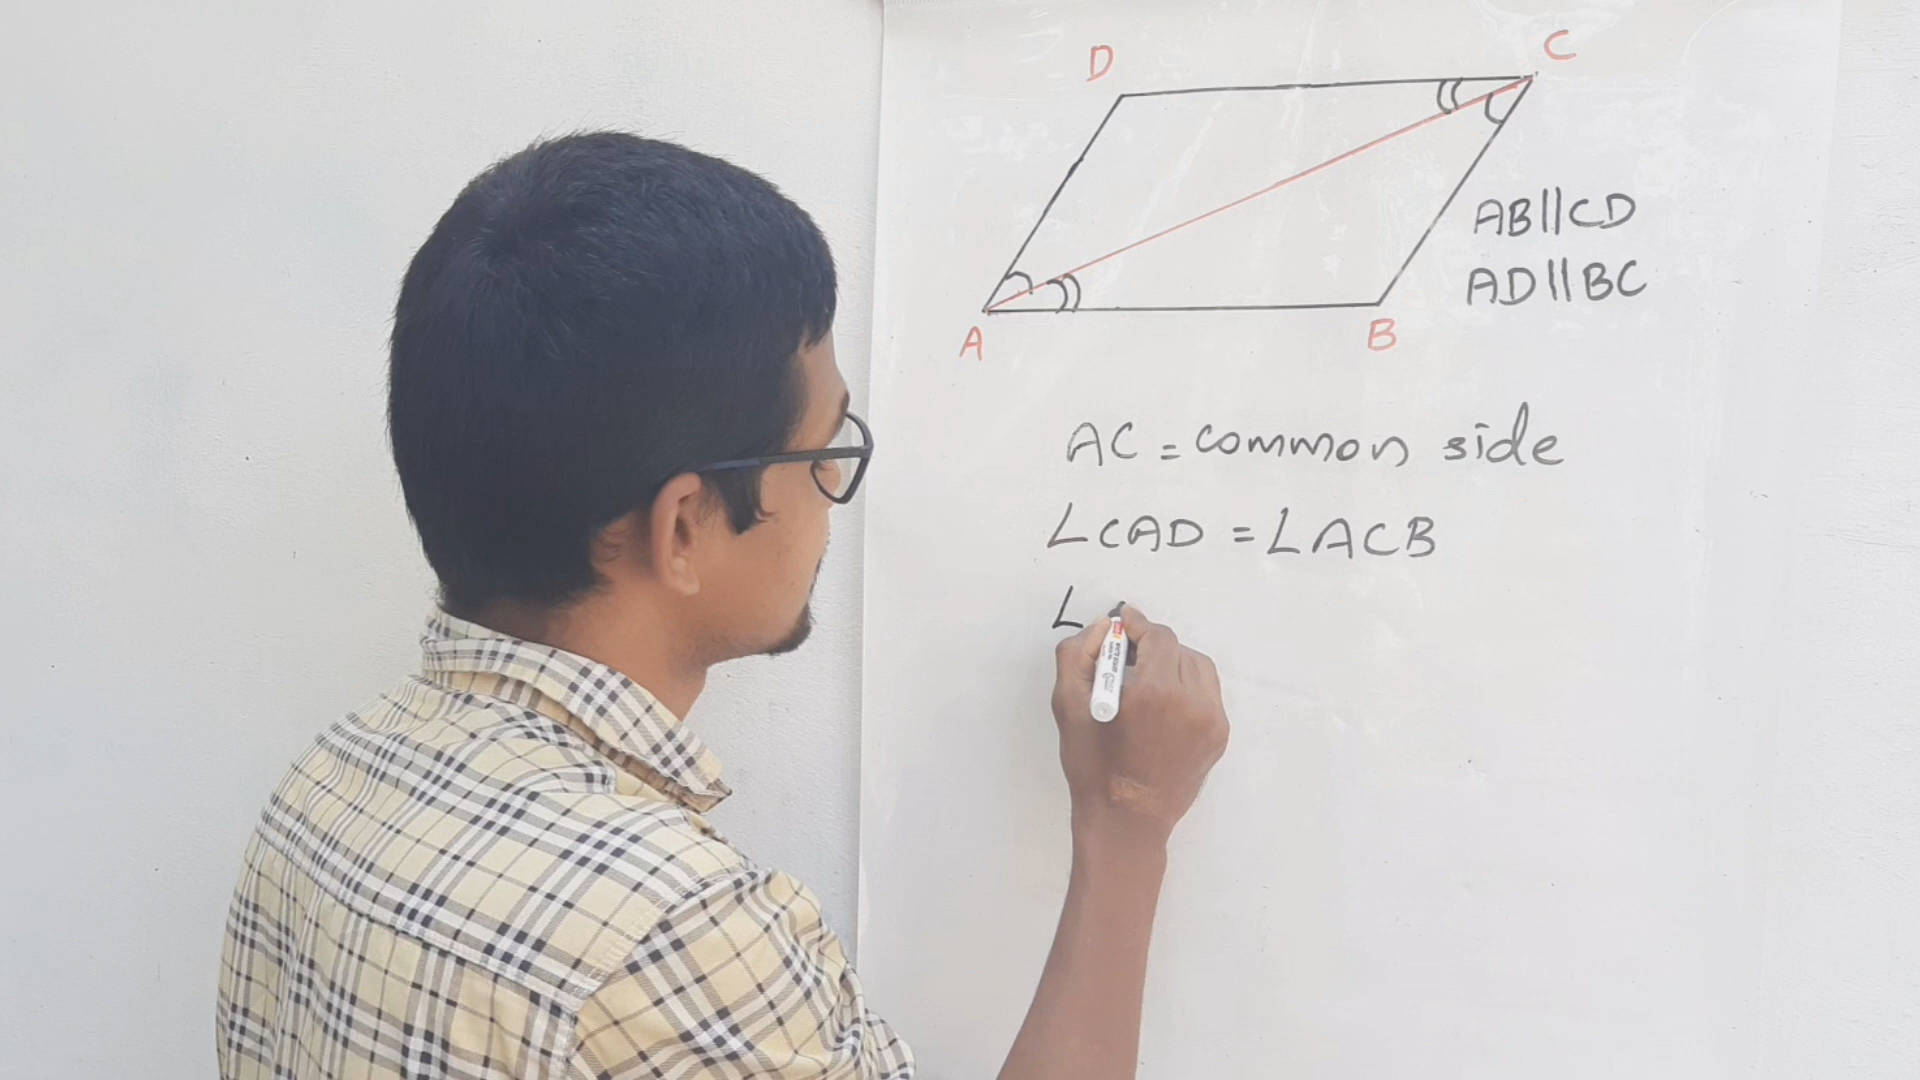 D
C
AB||CD
AD||BC
A
B
AC = common side
∠CAD = ∠ACB
∠